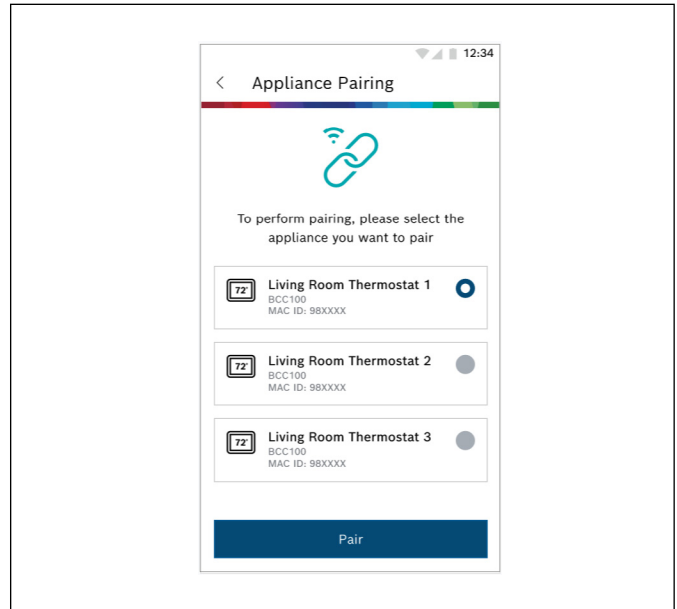 12:34
Appliance Pairing
To perform pairing, please select the
appliance you want to pair
72°
Living Room Thermostat 1
BCC100
MAC ID: 98XXXX
72°
Living Room Thermostat 2
BCC100
MAC ID: 98XXXX
72°
Living Room Thermostat 3
BCC100
MAC ID: 98XXXX
Pair